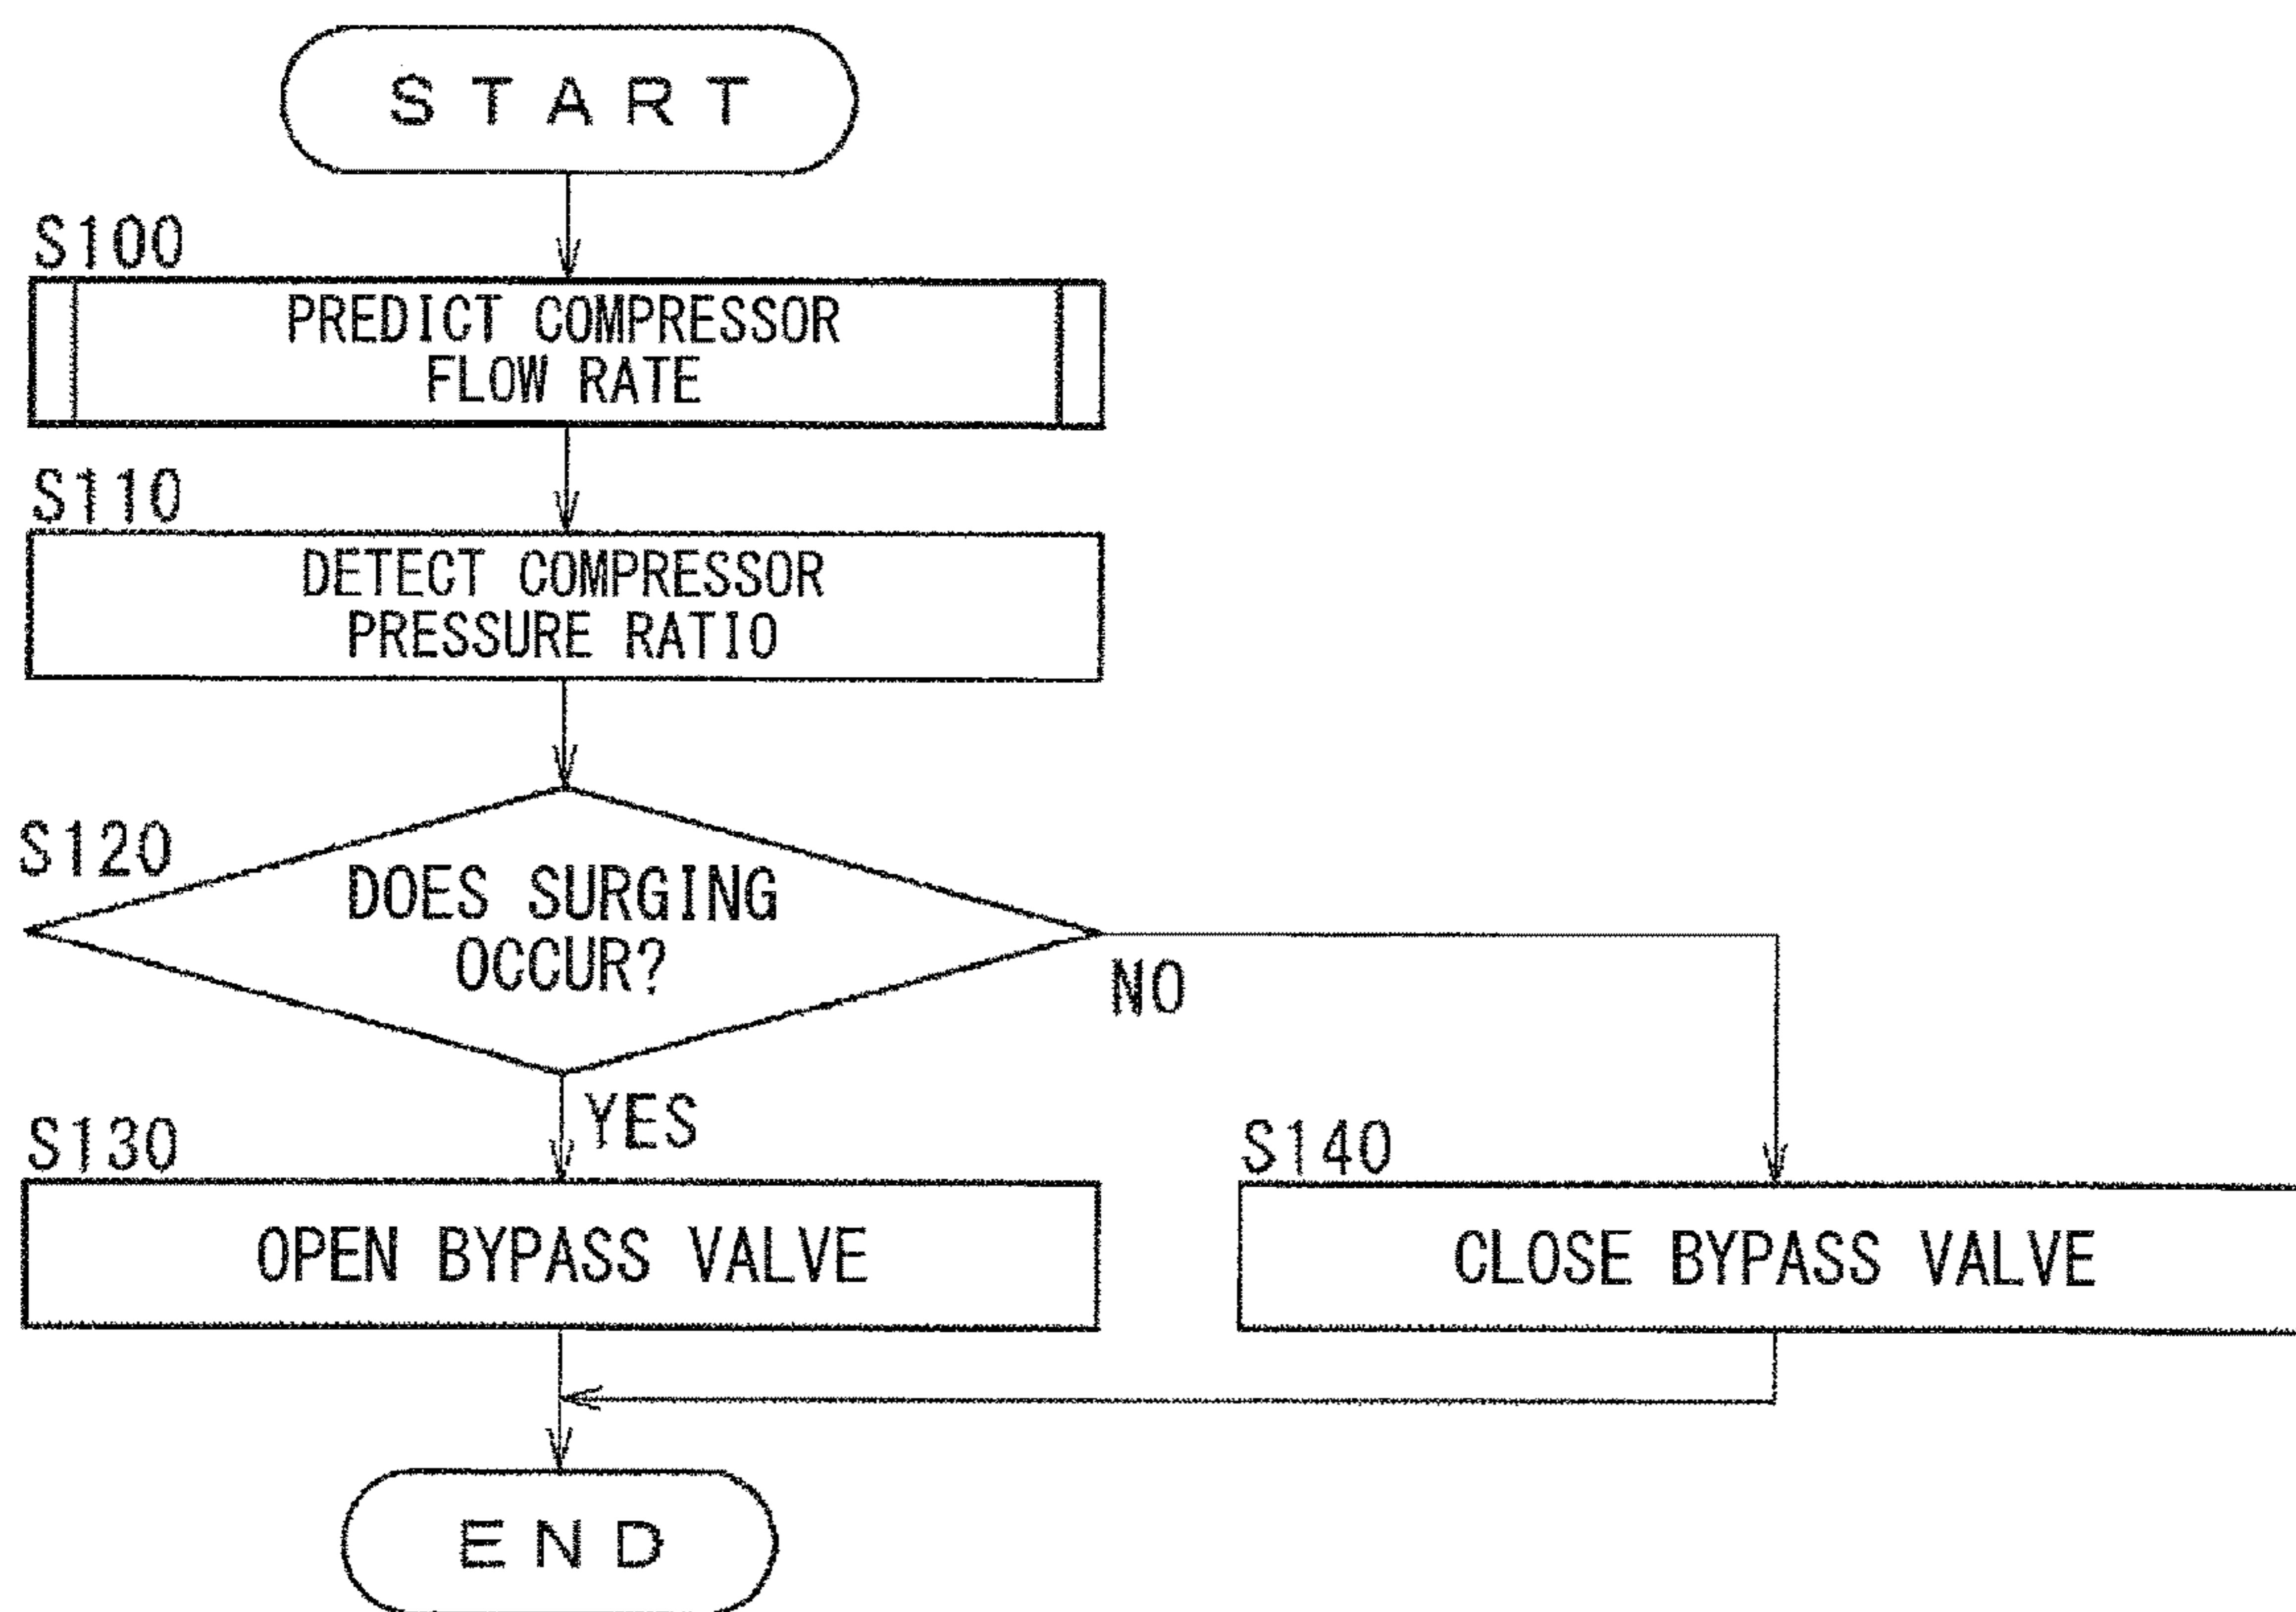 START
S100
PREDICT COMPRESSOR
FLOW RATE
S110
DETECT COMPRESSOR
PRESSURE RATIO
S120
DOES SURGING
OCCUR?
NO
YES
S130
OPEN BYPASS VALVE
S140
CLOSE BYPASS VALVE
END